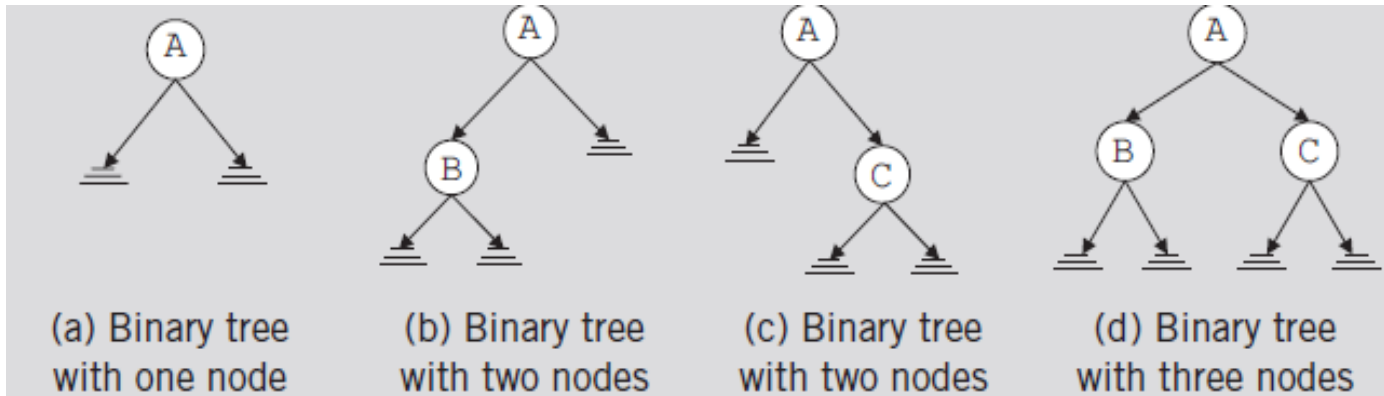 A
A
B
A
C
A
B
C
(a) Binary tree
with one node
(b) Binary tree
with two nodes
(c) Binary tree
with two nodes
(d) Binary tree
with three nodes